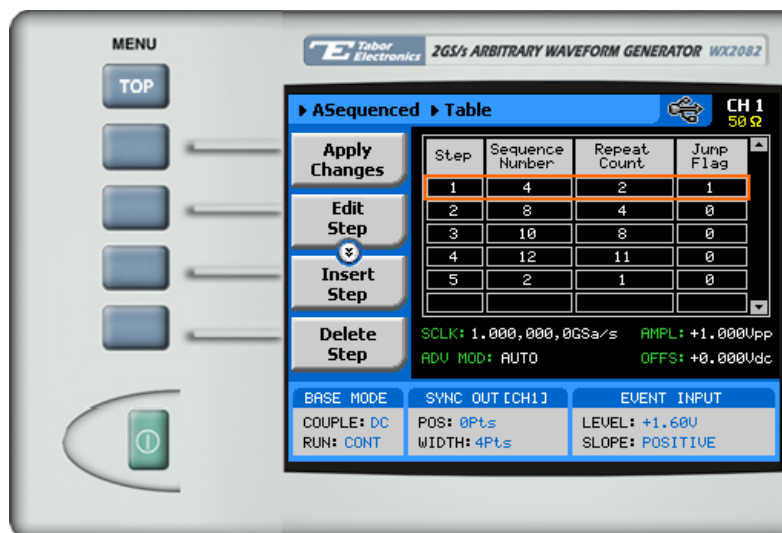 MENU
TOP
Tabor Electronics 2GS/s ARBITRARY WAVEFORM GENERATOR WX2082
ASequenced Table
CH 1
50 Ω
Apply Changes
Edit Step
Insert Step
Delete Step
Step Sequence Number Repeat Count Jump Flag
1 4 2 1
2 8 4 0
3 10 8 0
4 12 11 0
5 2 1 0
SCLK: 1.000,000,0GSa/s AMPL: +1.000Vpp
ADV MOD: AUTO OFFS: +0.000Vdc
BASE MODE
COUPLE: DC
RUN: CONT
SYNC OUT [CH1]
POS: 0Pts
WIDTH: 4Pts
EVENT INPUT
LEVEL: +1.60V
SLOPE: POSITIVE